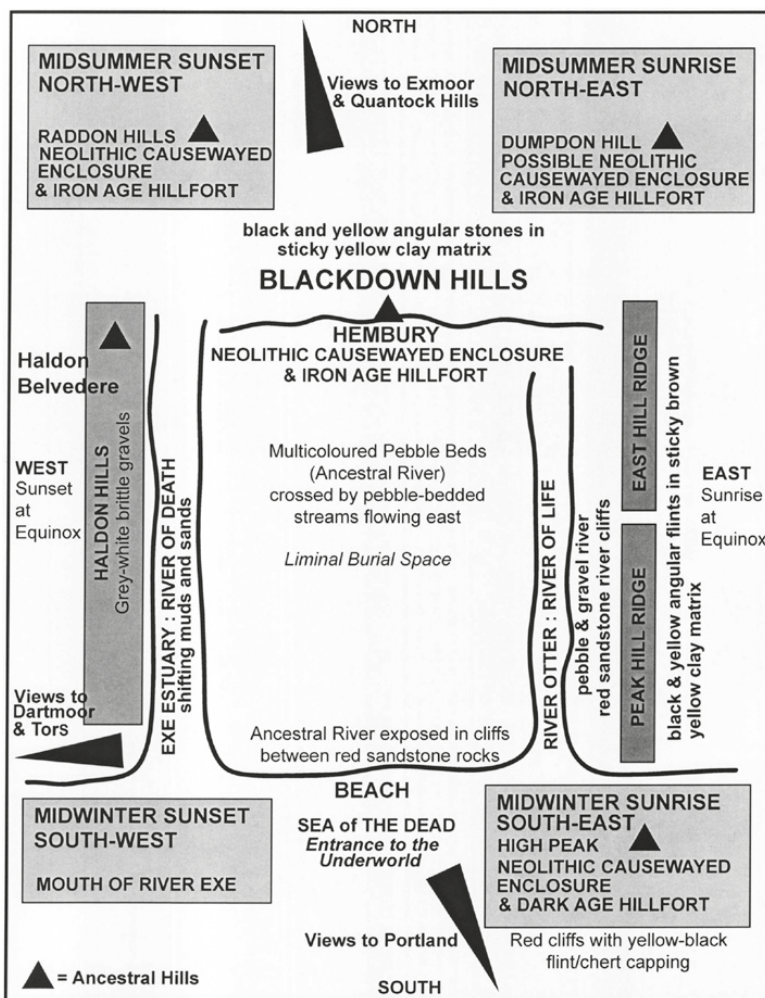 NORTH
MIDSUMMER SUNSET
NORTH-WEST
RADDON HILLS
NEOLITHIC CAUSEWAYED
ENCLOSURE
& IRON AGE HILLFORT
Views to Exmoor
& Quantock Hills
MIDSUMMER SUNRISE
NORTH-EAST
DUMPDON HILL
POSSIBLE NEOLITHIC
CAUSEWAYED ENCLOSURE
& IRON AGE HILLFORT
black and yellow angular stones in
sticky yellow clay matrix
BLACKDOWN HILLS
HEMBURY
NEOLITHIC CAUSEWAYED ENCLOSURE
& IRON AGE HILLFORT
Haldon
Belvedere
WEST
Sunset
at
Equinox
HALDON HILLS
Grey-white brittle gravels
EXE ESTUARY : RIVER OF DEATH
shifting muds and sands
Multicoloured Pebble Beds
(Ancestral River)
crossed by pebble-bedded
streams flowing east
Liminal Burial Space
RIVER OTTER : RIVER OF LIFE
pebble & gravel river
red sandstone river cliffs
EAST HILL RIDGE
PEAK HILL RIDGE
black & yellow angular flints in sticky brown
yellow clay matrix
EAST
Sunrise
at
Equinox
Views to
Dartmoor
& Tors
Ancestral River exposed in cliffs
between red sandstone rocks
BEACH
MIDWINTER SUNSET
SOUTH-WEST
MOUTH OF RIVER EXE
SEA of THE DEAD
Entrance to the
Underworld
Views to Portland
MIDWINTER SUNRISE
SOUTH-EAST
HIGH PEAK
NEOLITHIC CAUSEWAYED
ENCLOSURE
& DARK AGE HILLFORT
Red cliffs with yellow-black
flint/chert capping
= Ancestral Hills
SOUTH